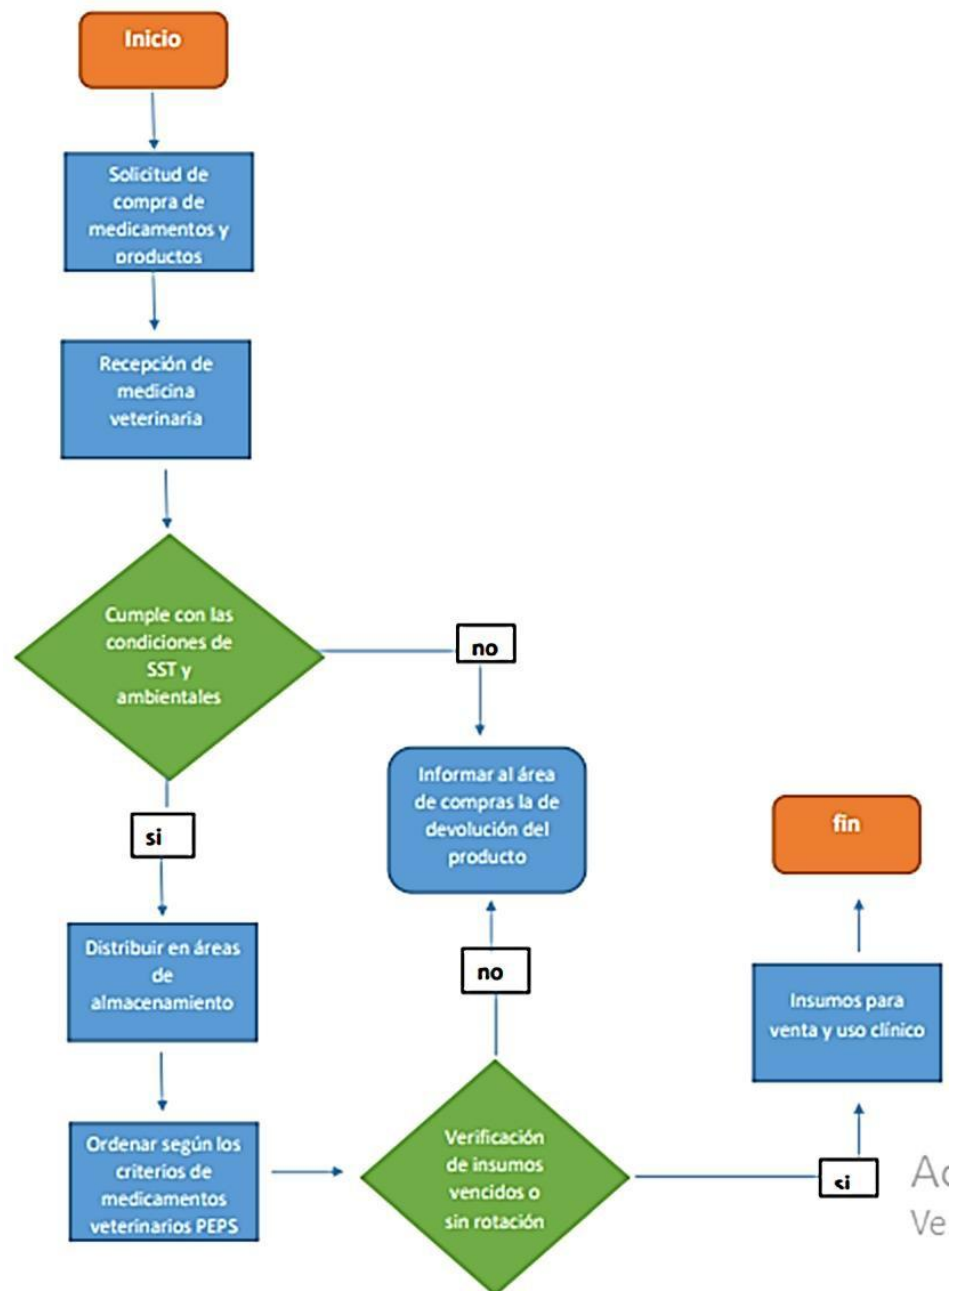 Inicio
Solicitud de
compra de
medicamentos y
productos
Recepción de
medicina
veterinaria
Cumple con las
condiciones de
SST y
ambientales
no
si
Informar al área
de compras la de
devolución del
producto
fin
Distribuir en áreas
de
almacenamiento
no
Insumos para
venta y uso clínico
Ordenar según los
criterios de
medicamentos
veterinarios PEPS
Verificación
de insumos
vencidos o
sin rotación
si
Ac
Ve